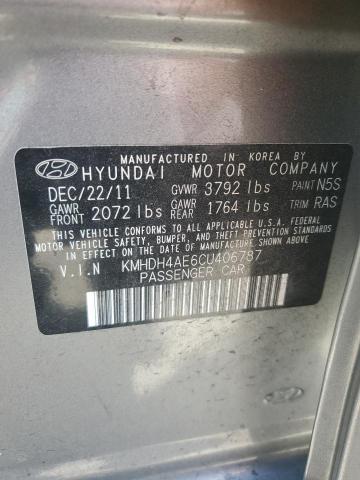 MANUFACTURED IN KOREA BY
HYUNDAI MOTOR COMPANY
DEC/22/11 GVWR 3792 lbs PAINT N5S
GAWR FRONT 2072 lbs GAWR REAR 1764 lbs TRIM RAS
THIS VEHICLE CONFORMS TO ALL APPLICABLE U.S.A. FEDERAL
MOTOR VEHICLE SAFETY, BUMPER, AND THEFT PREVENTION
STANDARDS IN EFFECT ON THE DATE OF MANUFACTURE SHOWN ABOVE.
V.I.N KMHDH4AE6CU406787
PASSENGER CAR